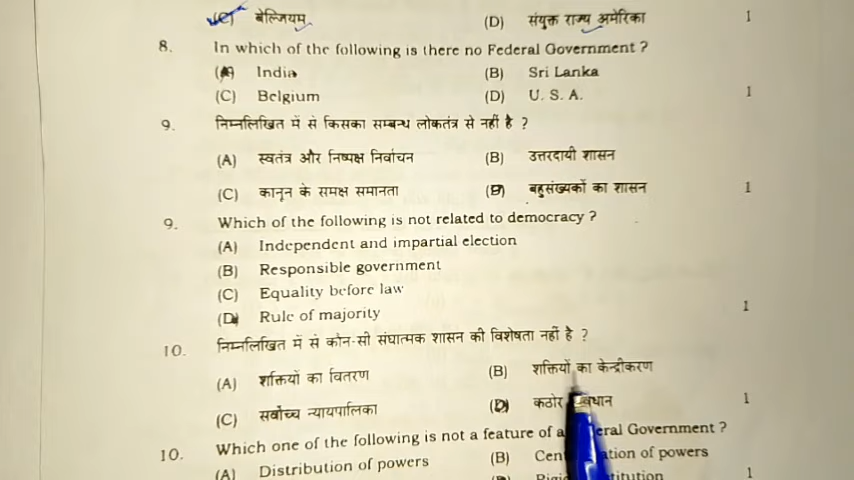 (C) बेल्जियम (D) संयुक्त राज्य अमेरिका 1
8. In which of the following is there no Federal Government ?
(A) India (B) Sri Lanka
(C) Belgium (D) U. S. A. 1
9. निम्नलिखित में से किसका सम्बन्ध लोकतंत्र से नहीं है ?
(A) स्वतंत्र और निष्पक्ष निर्वाचन (B) उत्तरदायी शासन
(C) कानून के समक्ष समानता (D) बहुसंख्यकों का शासन 1
9. Which of the following is not related to democracy ?
(A) Independent and impartial election
(B) Responsible government
(C) Equality before law
(D) Rule of majority 1
10. निम्नलिखित में से कौन-सी संघात्मक शासन की विशेषता नहीं है ?
(A) शक्तियों का वितरण (B) शक्तियों का केन्द्रीकरण
(C) सर्वोच्च न्यायपालिका (D) कठोर 1
10. Which one of the following is not a feature of a Government ?
(A) Distribution of powers (B) of powers
1